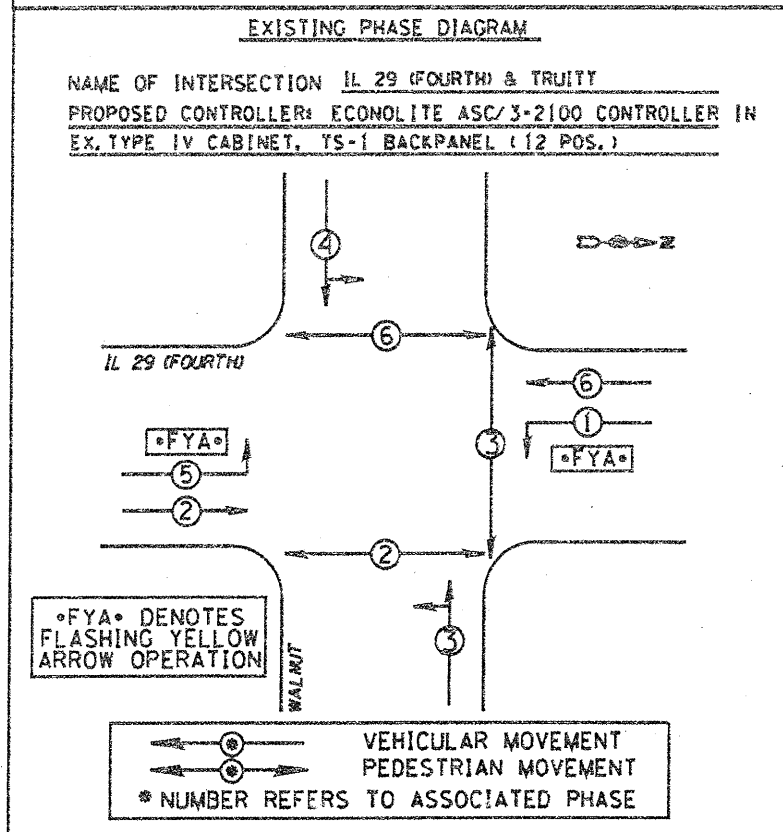 EXISTING PHASE DIAGRAM
NAME OF INTERSECTION IL 29 (FOURTH) & TRUITT
PROPOSED CONTROLLER: ECONOLITE ASC/3-2100 CONTROLLER IN
EX. TYPE IV CABINET, TS-1 BACKPANEL (12 POS.)
4
N
6
IL 29 (FOURTH)
6
1
•FYA•
3
•FYA•
5
2
2
•FYA• DENOTES
FLASHING YELLOW
ARROW OPERATION
3
WALNUT
VEHICULAR MOVEMENT
PEDESTRIAN MOVEMENT
* NUMBER REFERS TO ASSOCIATED PHASE